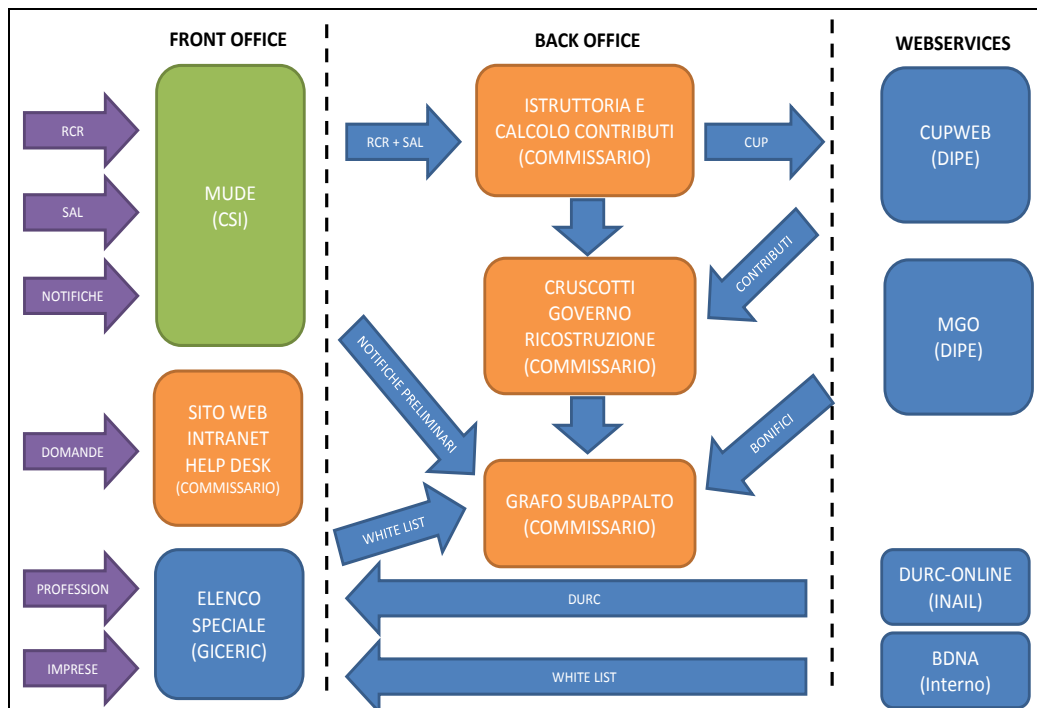 FRONT OFFICE
BACK OFFICE
WEBSERVICES
RCR
SAL
NOTIFICHE
MUDE
(CSI)
DOMANDE
SITO WEB
INTRANET
HELP DESK
(COMMISSARIO)
PROFESSION
IMPRESE
ELENCO
SPECIALE
(GICERIC)
RCR + SAL
ISTRUTTORIA E
CALCOLO CONTRIBUTI
(COMMISSARIO)
CUP
CONTRIBUTI
CRUSCOTTI
GOVERNO
RICOSTRUZIONE
(COMMISSARIO)
NOTIFICHE PRELIMINARI
BONIFICI
GRAFO SUBAPPALTO
(COMMISSARIO)
WHITE LIST
DURC
WHITE LIST
CUPWEB
(DIPE)
MGO
(DIPE)
DURC-ONLINE
(INAIL)
BDNA
(Interno)